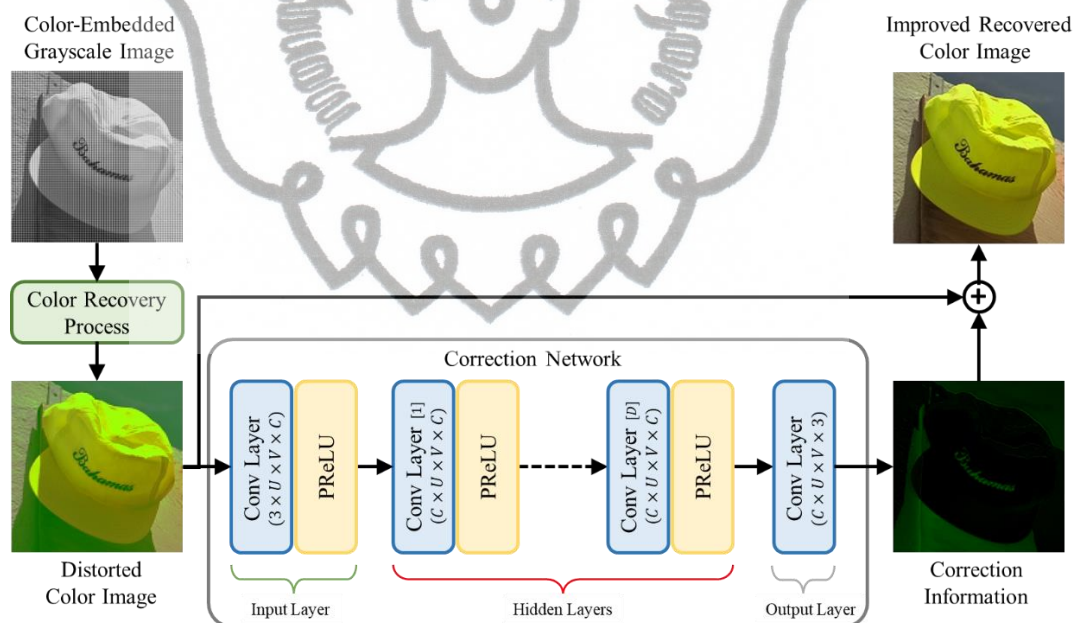 Color-Embedded
Grayscale Image
Improved Recovered
Color Image
Bahamas
Bahamas
Color Recovery
Process
+
Correction Network
Conv Layer [1]
(C × U × V × C)
Conv Layer [D]
(C × U × V × C)
Conv Layer
(3 × U × V × C)
PReLU
PReLU
PReLU
Conv Layer
(C × U × V × 3)
Bahamas
Bahamas
Distorted
Color Image
Input Layer
Hidden Layers
Output Layer
Correction
Information